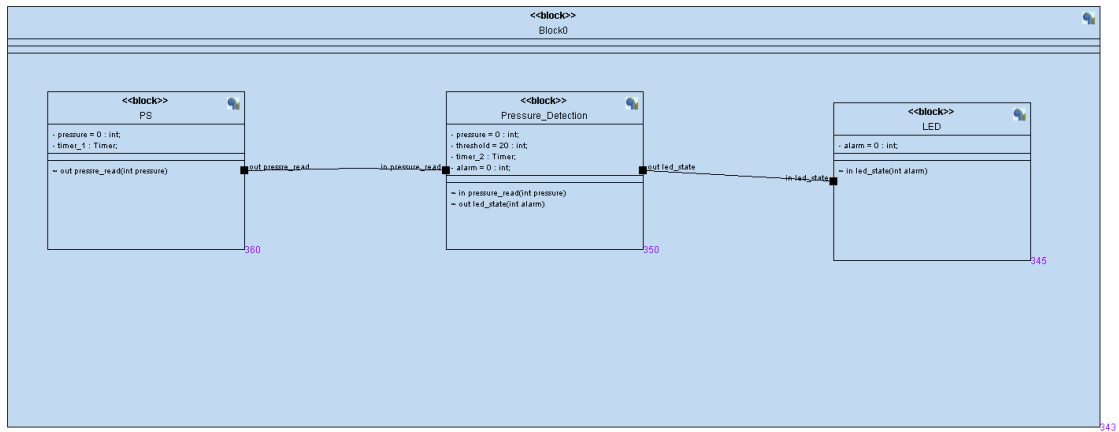 <<block>>
Block0
<<block>>
PS
- pressure = 0 : int;
- timer_1 : Timer;
~ out pressre_read(int pressure)
out pressre_read
360
<<block>>
Pressure_Detection
- pressure = 0 : int;
- threshold = 20 : int;
- timer_2 : Timer;
- alarm = 0 : int;
~ in pressure_read(int pressure)
~ out led_state(int alarm)
in pressure_read
out led_state
350
<<block>>
LED
- alarm = 0 : int;
~ in led_state(int alarm)
in led_state
345
343